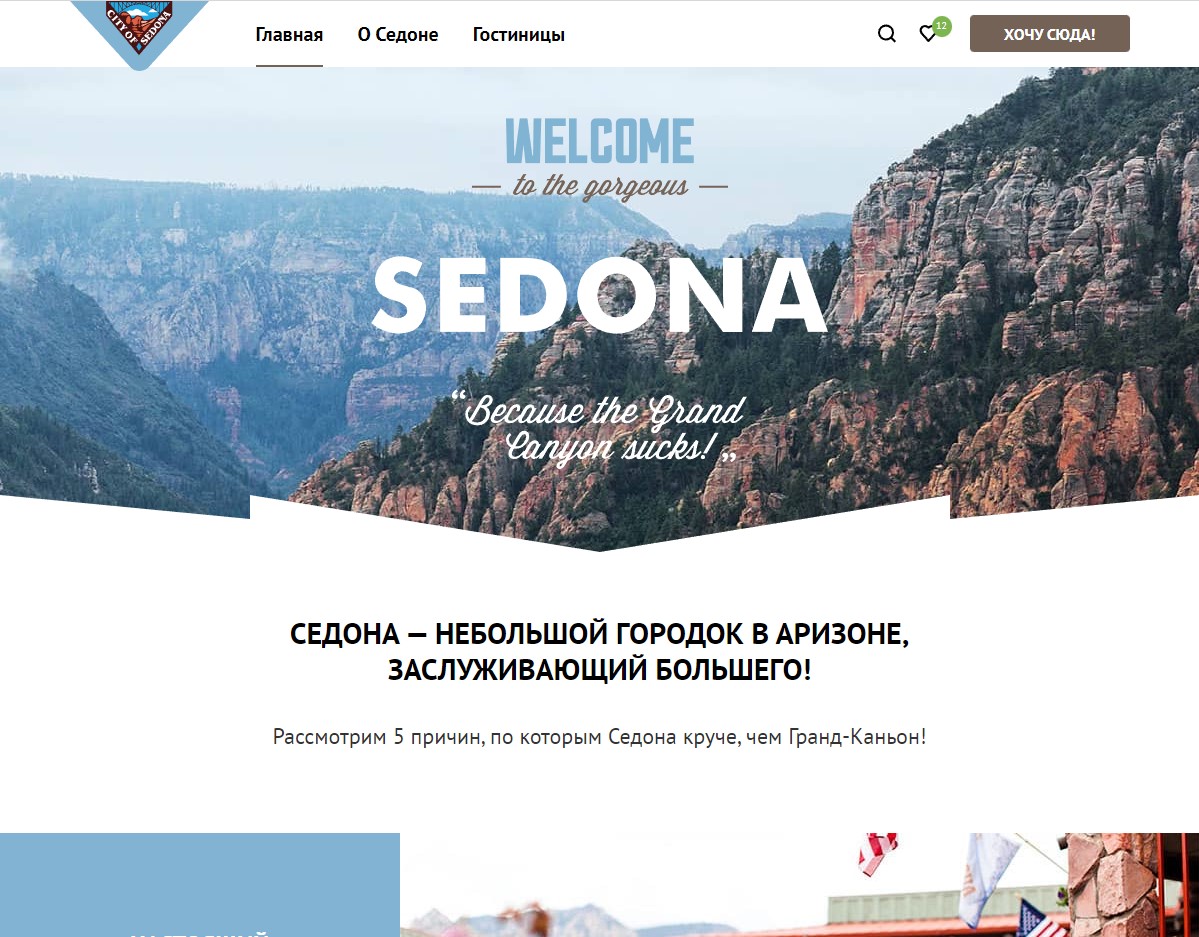 CITY OF SEDONA
Главная О Седоне Гостиницы 12 ХОЧУ СЮДА!
WELCOME
to the gorgeous
SEDONA
“Because the Grand
Canyon sucks!„
СЕДОНА — НЕБОЛЬШОЙ ГОРОДОК В АРИЗОНЕ,
ЗАСЛУЖИВАЮЩИЙ БОЛЬШЕГО!
Рассмотрим 5 причин, по которым Седона круче, чем Гранд-Каньон!